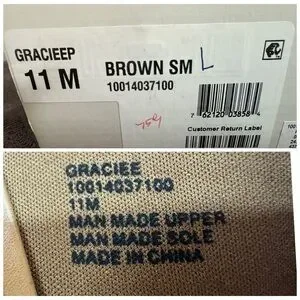 GRACIEEP
11 M
BROWN SM L
10014037100
754
7 62120 03858 4
Customer Return Label
GRACIEE
10014037100
11M
MAN MADE UPPER
MAN MADE SOLE
MADE IN CHINA